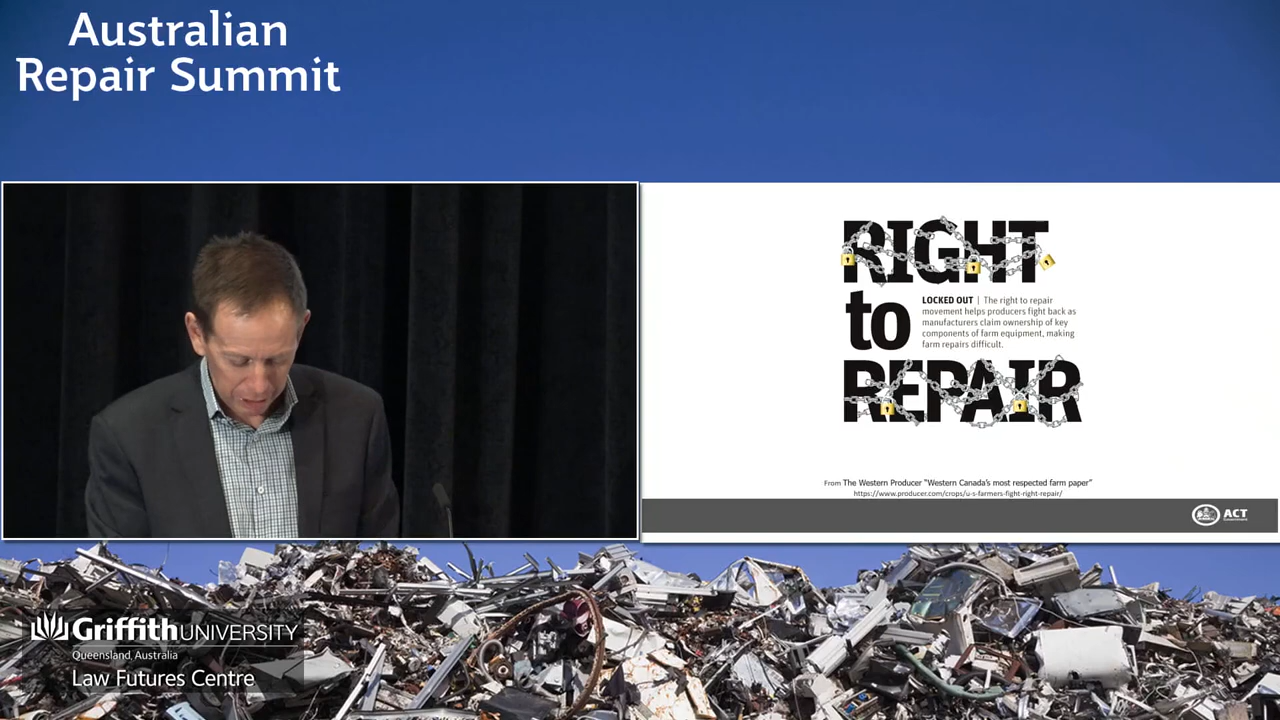 Australian
Repair Summit
RIGHT
to
LOCKED OUT | The right to repair
movement helps producers fight back as
manufacturers claim ownership of key
components of farm equipment, making
farm repairs difficult.
REPAIR
From The Western Producer "Western Canada's most respected farm paper"
https://www.producer.com/crops/u-s-farmers-fight-right-repair/
ACT
Government
Griffith UNIVERSITY
Queensland, Australia
Law Futures Centre